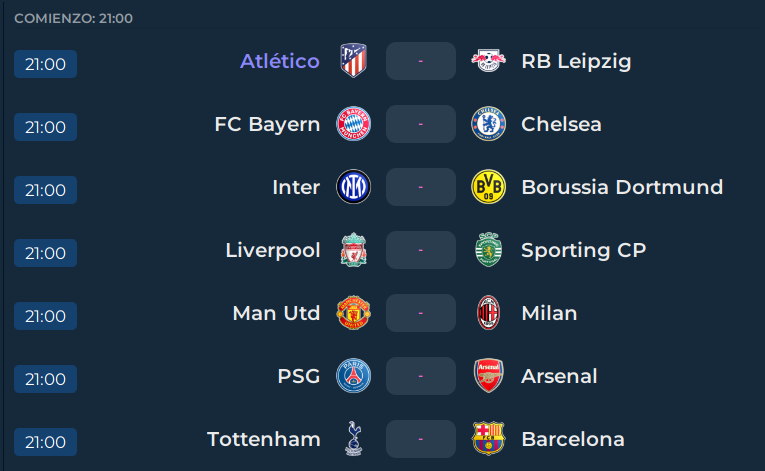 COMIENZO: 21:00
21:00 Atlético - RB Leipzig
21:00 FC Bayern - Chelsea
21:00 Inter - Borussia Dortmund
21:00 Liverpool - Sporting CP
21:00 Man Utd - Milan
21:00 PSG - Arsenal
21:00 Tottenham - Barcelona